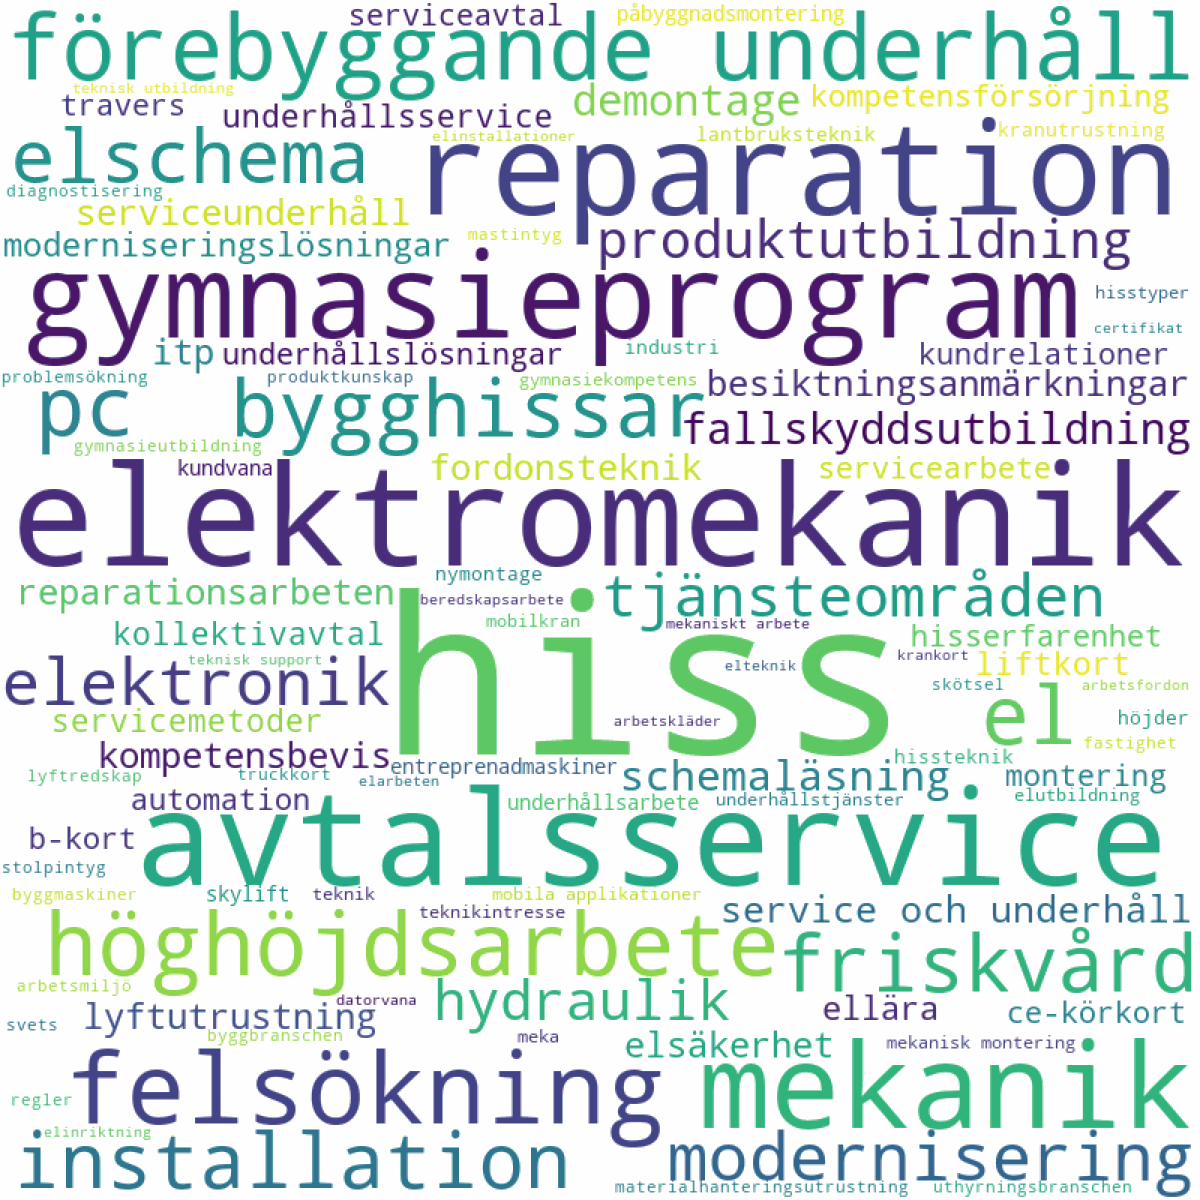 serviceavtal
påbyggnadsmontering
förebyggande underhåll
teknisk utbildning
travers
underhållsservice
demontage
kompetensförsörjning
elschema
elinstallationer
lantbruksteknik
kranutrustning
reparation
diagnostisering
serviceunderhåll
moderniseringslösningar
mastintyg
produktutbildning
gymnasieprogram
hisstyper
certifikat
itp
underhållslösningar
industri
kundrelationer
problemsökning
produktkunskap
gymnasiekompetens
besiktningsanmärkningar
pc
bygghissar
fallskyddsutbildning
gymnasieutbildning
kundvana
fordonsteknik
servicearbete
elektromekanik
nymontage
reparationsarbeten
beredskapsarbete
tjänsteområden
mobilkran
mekaniskt arbete
kollektivavtal
hiss
hisserfarenhet
teknisk support
elteknik
krankort
liftkort
elektronik
skötsel
arbetsfordon
servicemetoder
arbetskläder
el
höjder
fastighet
kompetensbevis
entreprenadmaskiner
hissteknik
lyftredskap
truckkort
elarbeten
schemaläsning
montering
automation
underhållsarbete
underhållstjänster
elutbildning
b-kort
avtalsservice
stolpintyg
byggmaskiner
skylift
teknik
mobila applikationer
teknikintresse
service och underhåll
höghöjdsarbete
friskvård
arbetsmiljö
datorvana
hydraulik
ellära
ce-körkort
svets
lyftutrustning
byggbranschen
meka
elsäkerhet
mekanisk montering
felsökning
mekanik
regler
elinriktning
installation
modernisering
materialhanteringsutrustning
uthyrningsbranschen